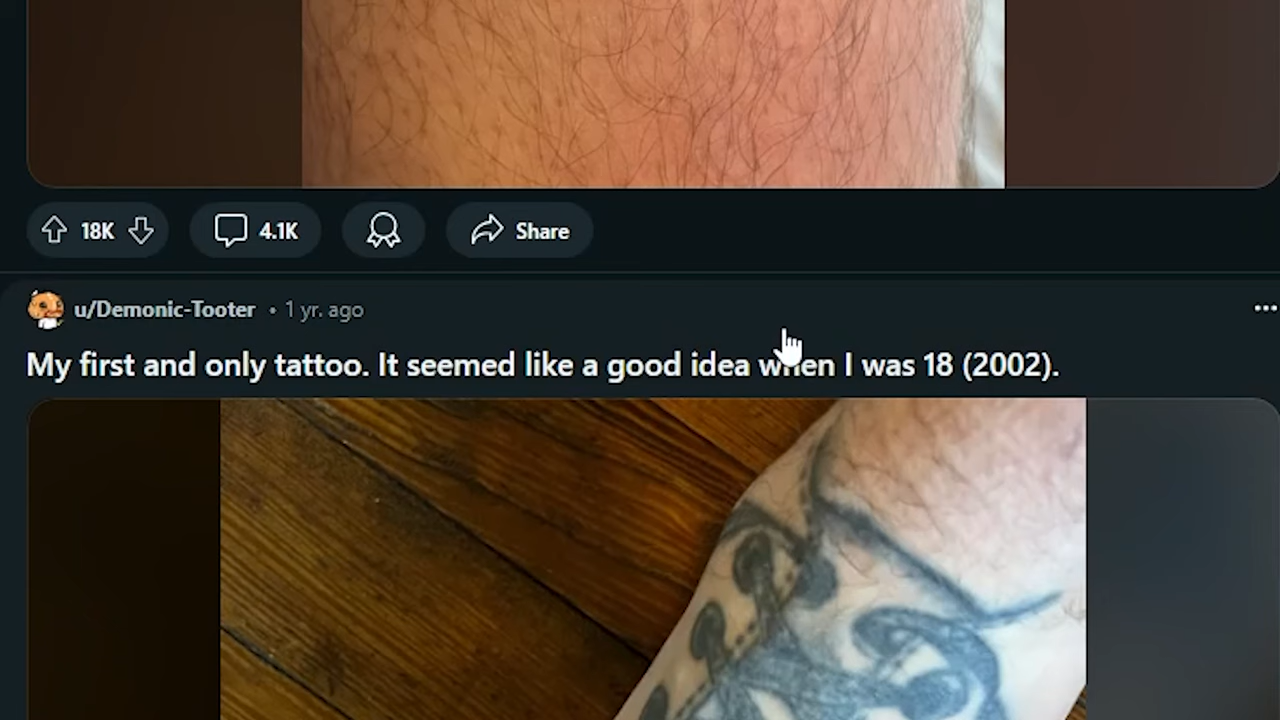 18K
4.1K
Share
u/Demonic-Tooter • 1 yr. ago
My first and only tattoo. It seemed like a good idea when I was 18 (2002).